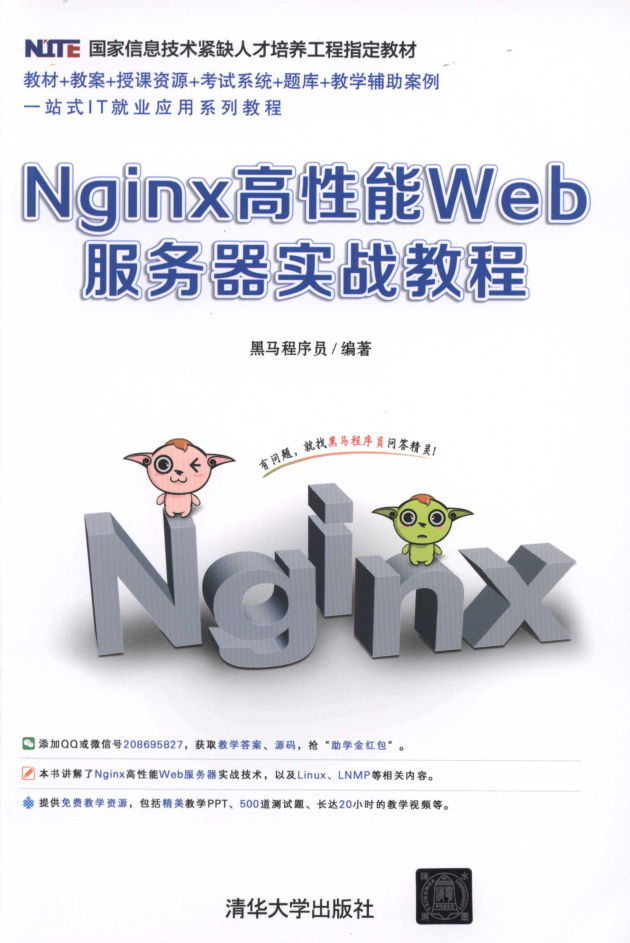 NITE 国家信息技术紧缺人才培养工程指定教材
教材+教案+授课资源+考试系统+题库+教学辅助案例
一站式IT就业应用系列教程
Nginx高性能Web
服务器实战教程
黑马程序员/编著
有问题，就找黑马程序员问答精灵！
Nginx
添加QQ或微信号208695827，获取教学答案、源码，抢“助学金红包”。
本书讲解了Nginx高性能Web服务器实战技术，以及Linux、LNMP等相关内容。
提供免费教学资源，包括精美教学PPT、500道测试题、长达20小时的教学视频等。
清华大学出版社